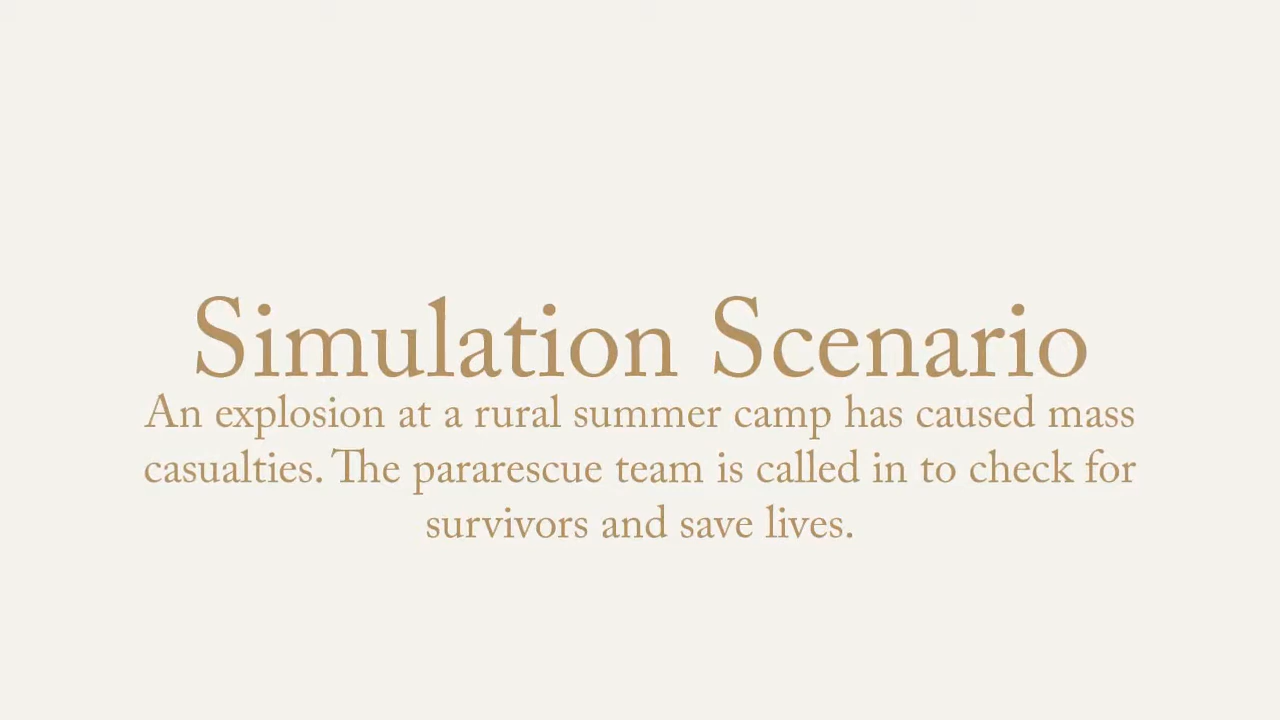 Simulation Scenario
An explosion at a rural summer camp has caused mass
casualties. The pararescue team is called in to check for
survivors and save lives.